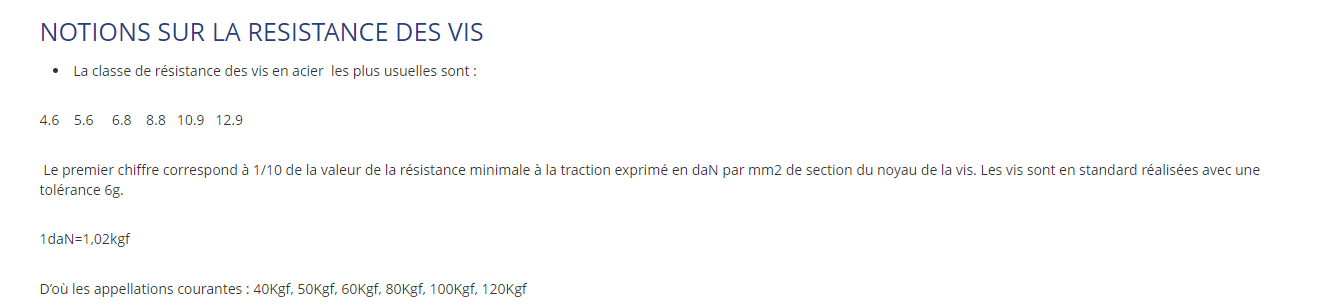 NOTIONS SUR LA RESISTANCE DES VIS
• La classe de résistance des vis en acier les plus usuelles sont :
4.6 5.6 6.8 8.8 10.9 12.9
Le premier chiffre correspond à 1/10 de la valeur de la résistance minimale à la traction exprimé en daN par mm2 de section du noyau de la vis. Les vis sont en standard réalisées avec une
tolérance 6g.
1daN=1,02kgf
D’où les appellations courantes : 40Kgf, 50Kgf, 60Kgf, 80Kgf, 100Kgf, 120Kgf